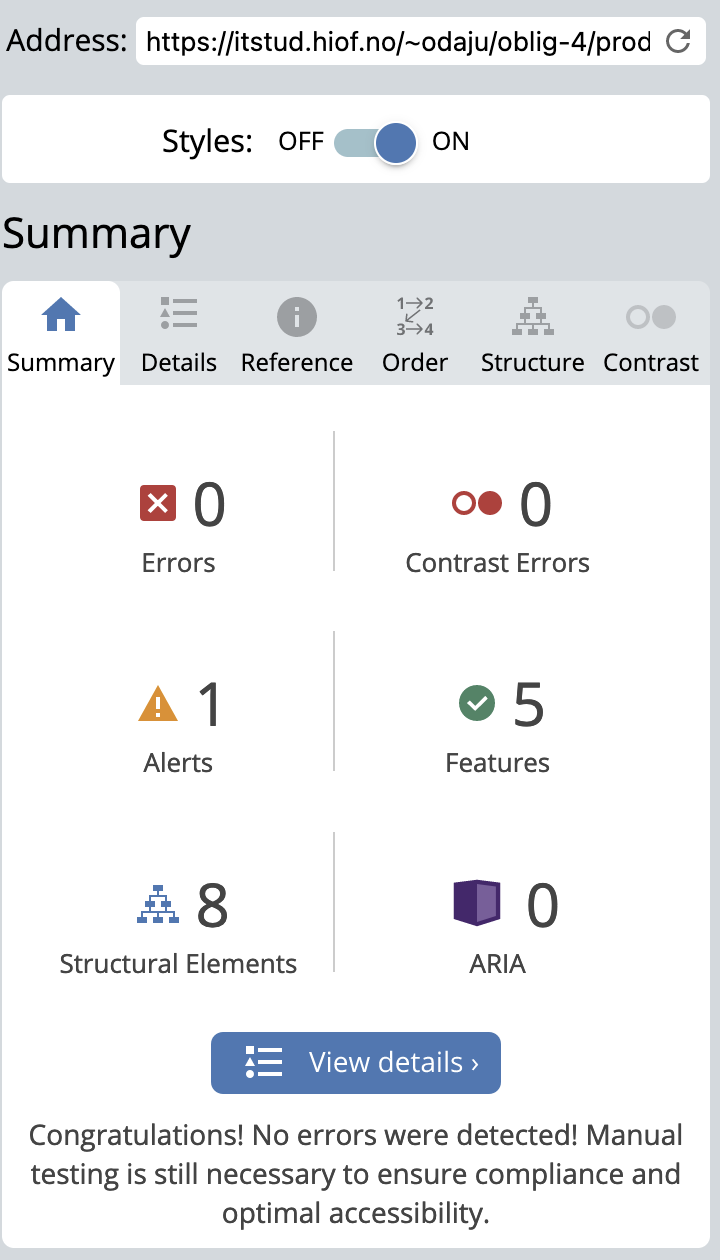 Address: https://itstud.hiof.no/~odaju/oblig-4/prod
Styles: OFF ON
Summary
Summary Details Reference Order Structure Contrast
1→2
3→4
0 0
Errors Contrast Errors
1 5
Alerts Features
8 0
Structural Elements ARIA
View details ›
Congratulations! No errors were detected! Manual
testing is still necessary to ensure compliance and
optimal accessibility.